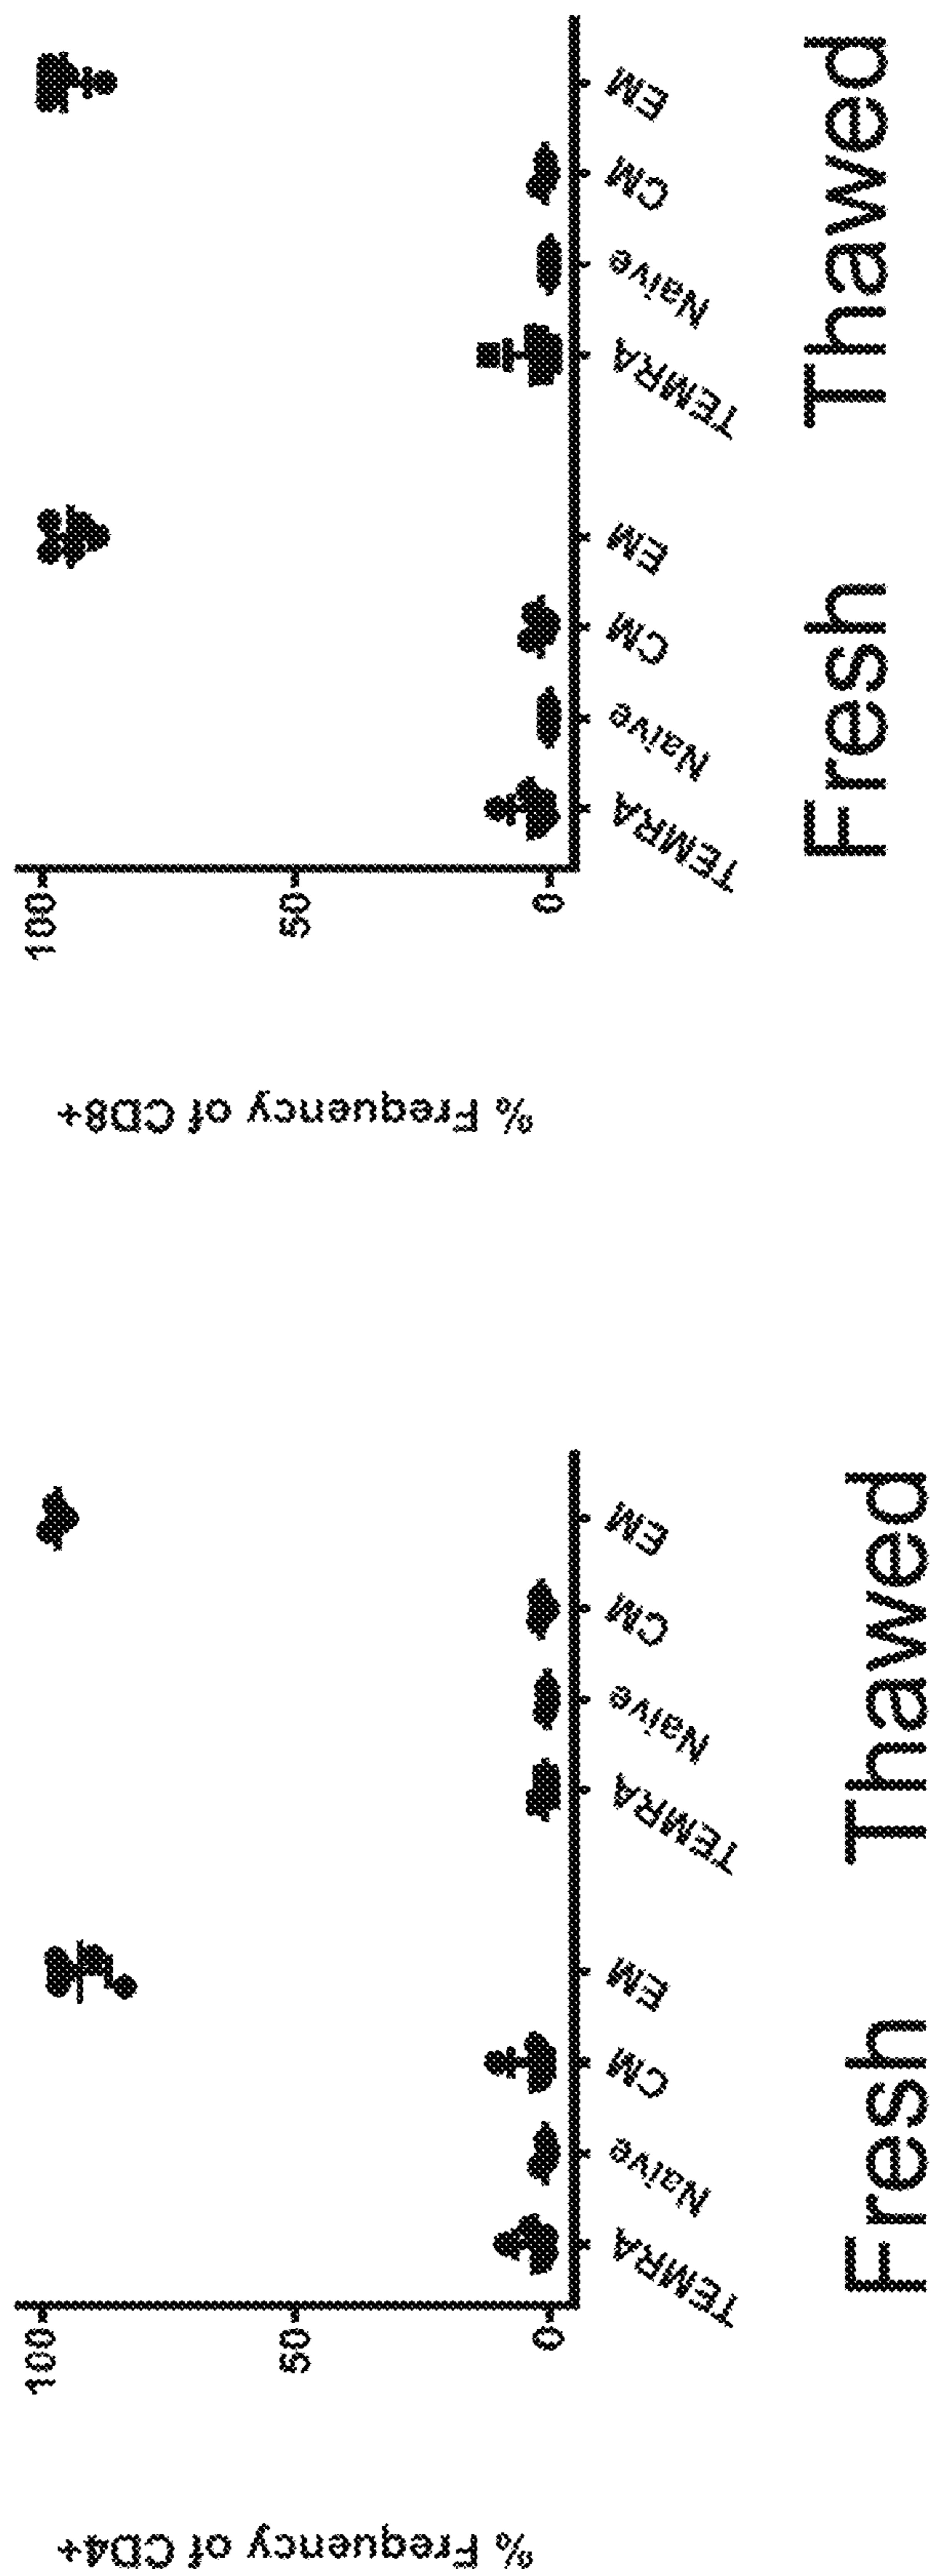 % Frequency of CD4+
100
50
0
TEMRA
Naive
CM
EM
TEMRA
Naive
CM
EM
Fresh
Thawed
% Frequency of CD8+
100
50
0
TEMRA
Naive
CM
EM
TEMRA
Naive
CM
EM
Fresh
Thawed